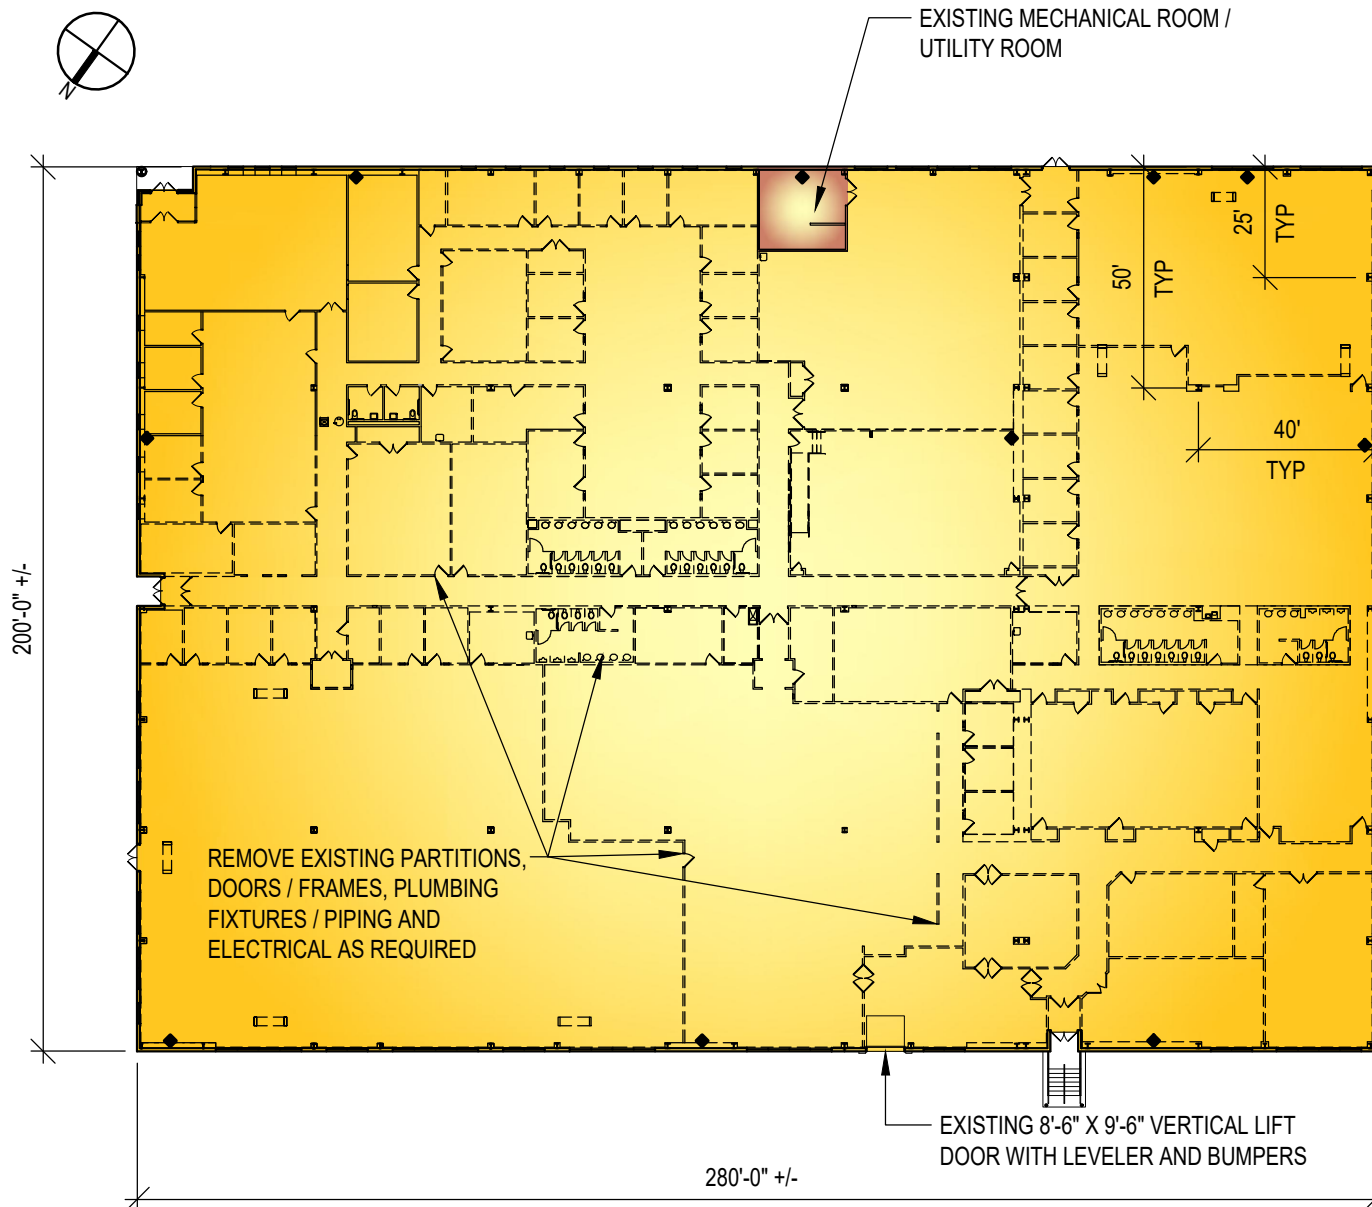 EXISTING MECHANICAL ROOM /
UTILITY ROOM
N
25'
TYP
50'
TYP
40'
TYP
200'-0" +/-
REMOVE EXISTING PARTITIONS,
DOORS / FRAMES, PLUMBING
FIXTURES / PIPING AND
ELECTRICAL AS REQUIRED
EXISTING 8'-6" X 9'-6" VERTICAL LIFT
DOOR WITH LEVELER AND BUMPERS
280'-0" +/-